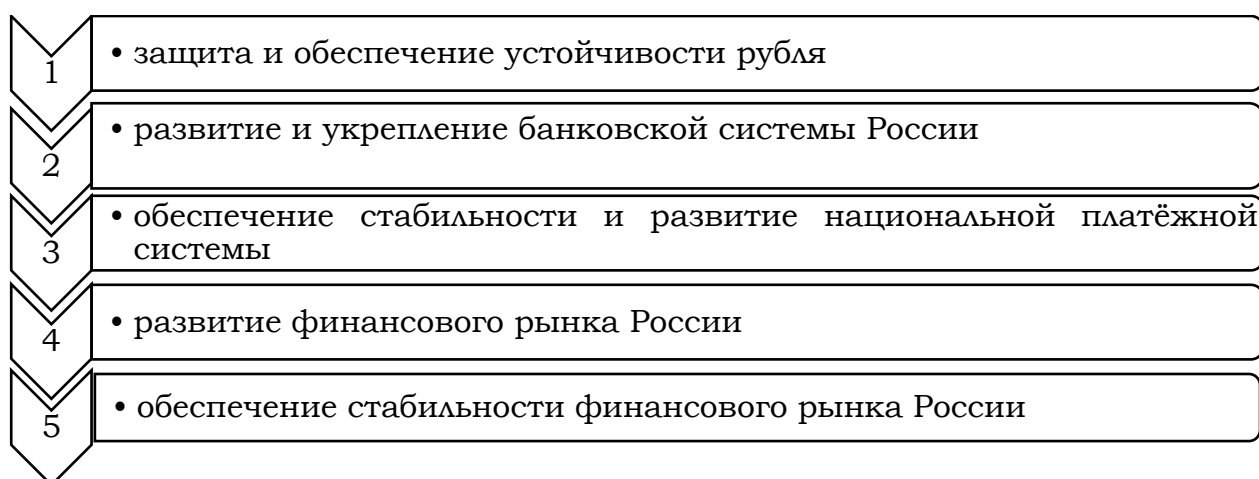 1
• защита и обеспечение устойчивости рубля
2
• развитие и укрепление банковской системы России
3
• обеспечение стабильности и развитие национальной платёжной
системы
4
• развитие финансового рынка России
5
• обеспечение стабильности финансового рынка России